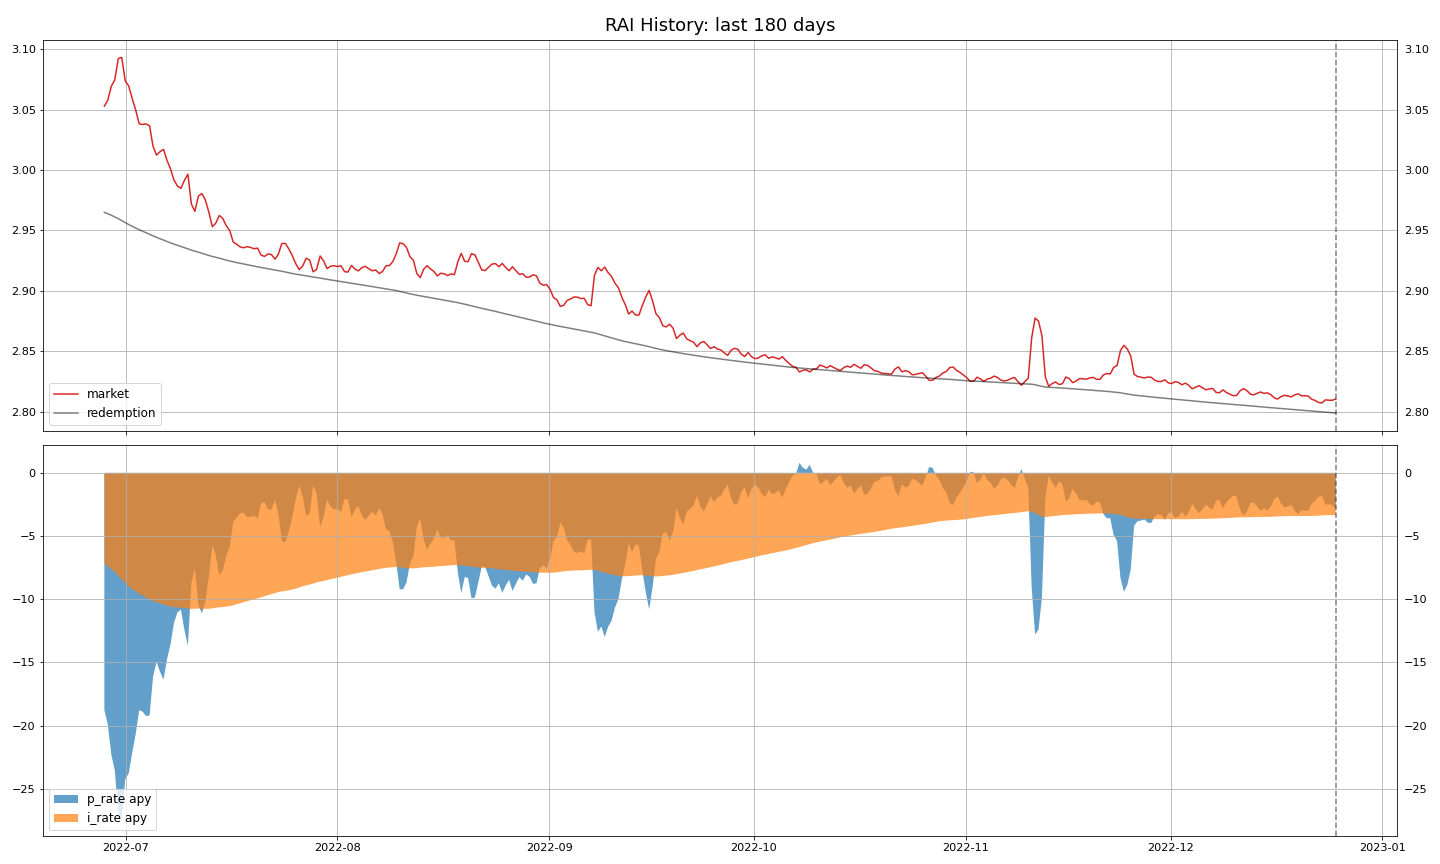 RAI History: last 180 days
3.10 3.10
3.05 3.05
3.00 3.00
2.95 2.95
2.90 2.90
2.85 2.85
2.80 2.80
market
redemption
0 0
−5 −5
−10 −10
−15 −15
−20 −20
−25 −25
p_rate apy
i_rate apy
2022-07 2022-08 2022-09 2022-10 2022-11 2022-12 2023-01